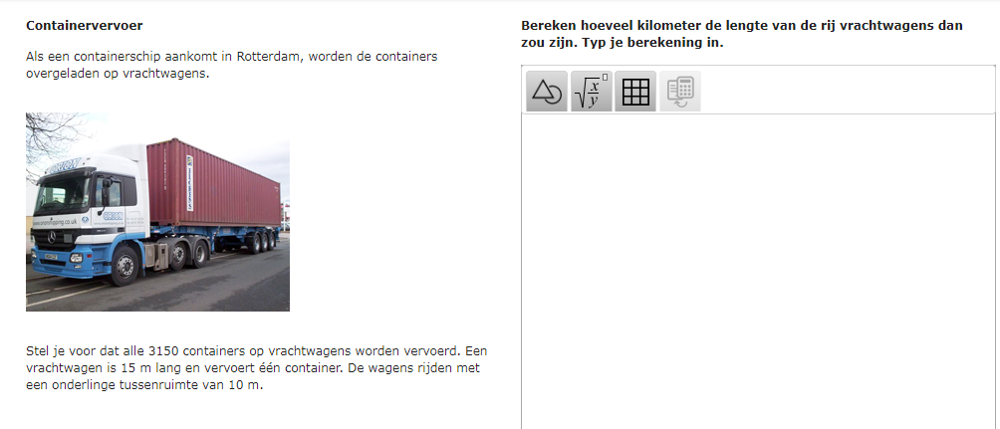 Containervervoer
Als een containerschip aankomt in Rotterdam, worden de containers
overgeladen op vrachtwagens.
Stel je voor dat alle 3150 containers op vrachtwagens worden vervoerd. Een
vrachtwagen is 15 m lang en vervoert één container. De wagens rijden met
een onderlinge tussenruimte van 10 m.
Bereken hoeveel kilometer de lengte van de rij vrachtwagens dan
zou zijn. Typ je berekening in.